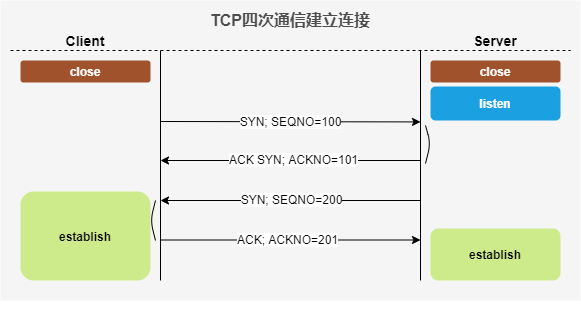 TCP四次通信建立连接
Client
Server
close
close
listen
SYN; SEQNO=100
ACK SYN; ACKNO=101
SYN; SEQNO=200
ACK; ACKNO=201
establish
establish